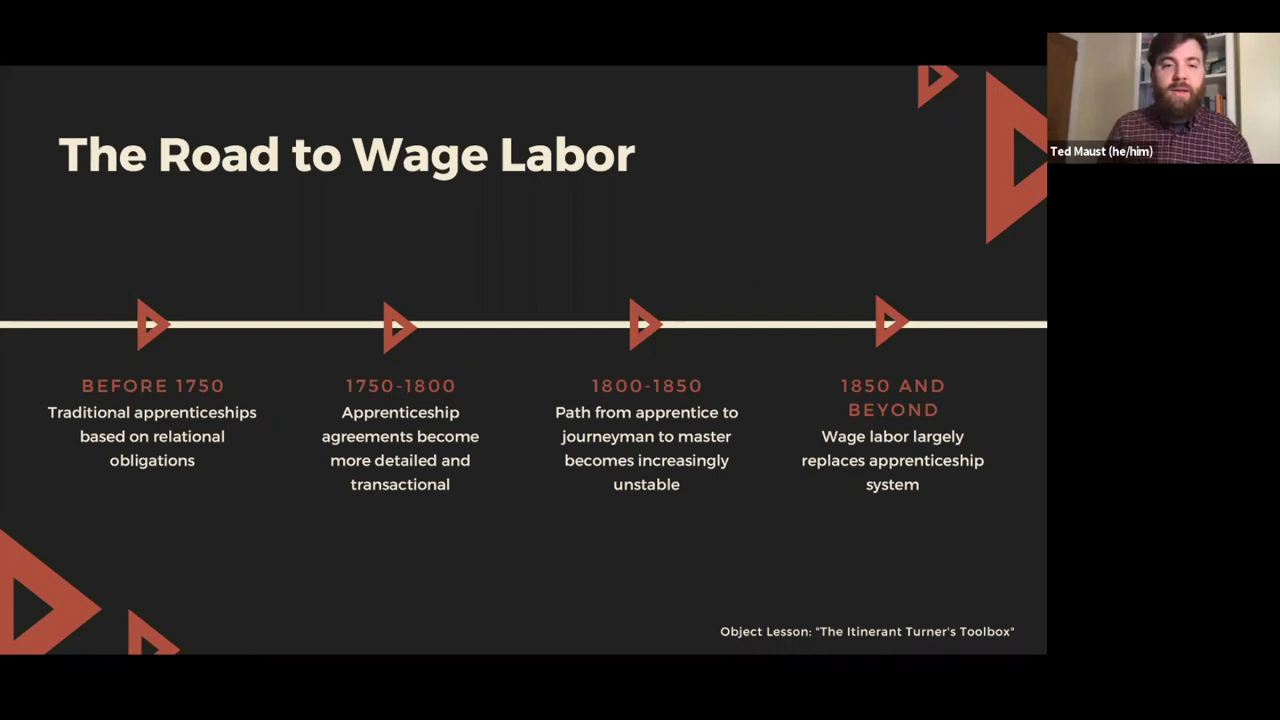 The Road to Wage Labor
Ted Maust (he/him)
BEFORE 1750
Traditional apprenticeships
based on relational
obligations
1750-1800
Apprenticeship
agreements become
more detailed and
transactional
1800-1850
Path from apprentice to
journeyman to master
becomes increasingly
unstable
1850 AND
BEYOND
Wage labor largely
replaces apprenticeship
system
Object Lesson: "The Itinerant Turner's Toolbox"